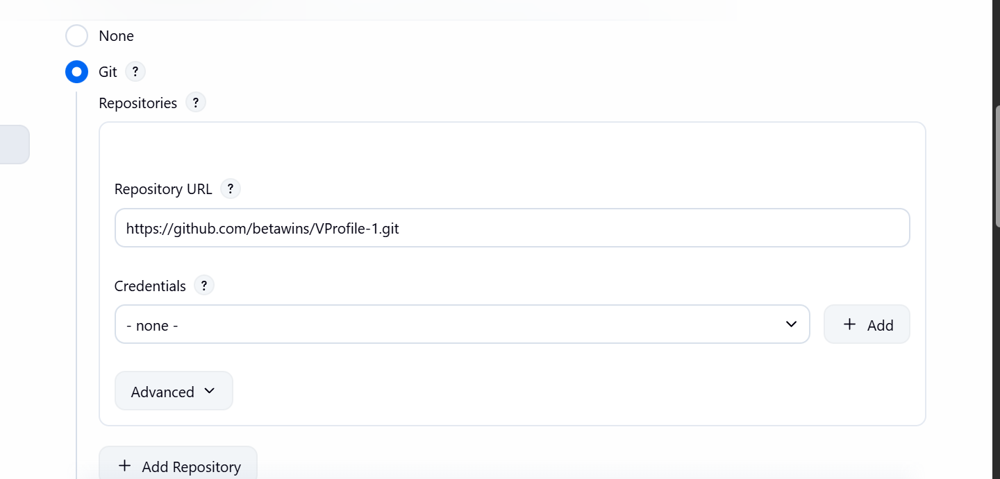 None
Git ?
Repositories ?
Repository URL ?
https://github.com/betawins/VProfile-1.git
Credentials ?
- none -
+ Add
Advanced
+ Add Repository